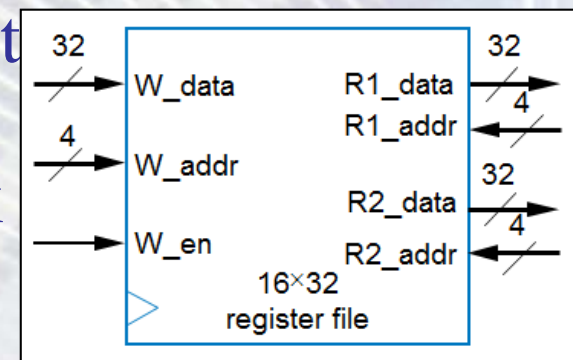 t
32
W_data
4
W_addr
W_en
32
R1_data
4
R1_addr
32
R2_data
4
R2_addr
16×32
register file